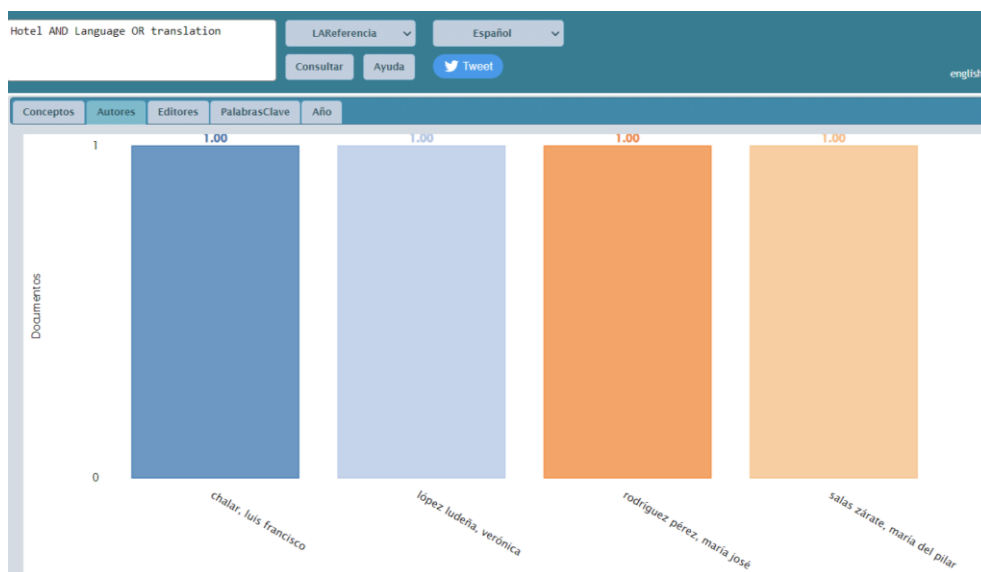 Hotel AND Language OR translation
LAReferencia
Español
Consultar
Ayuda
Tweet
english
Conceptos
Autores
Editores
PalabrasClave
Año
1.00
1.00
1.00
1.00
1
Documentos
0
chalar, luis francisco
lópez ludeña, verónica
rodríguez pérez, maría josé
salas zárate, maría del pilar